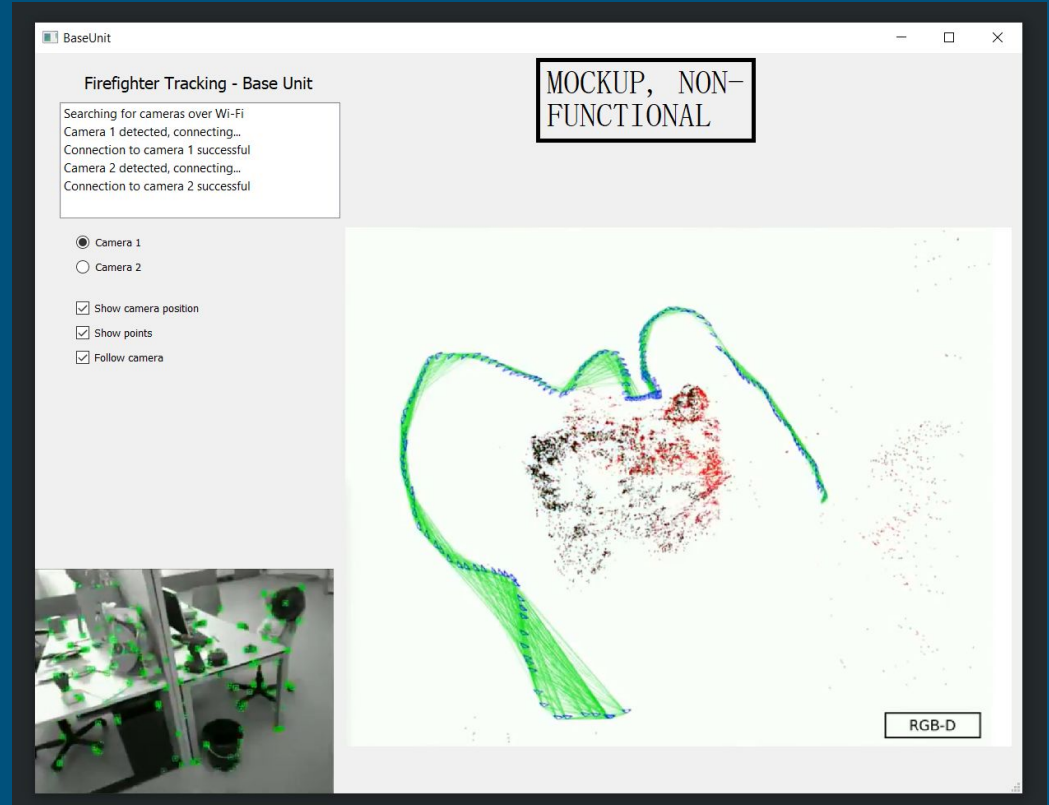 BaseUnit
Firefighter Tracking - Base Unit
MOCKUP, NON-
FUNCTIONAL
Searching for cameras over Wi-Fi
Camera 1 detected, connecting...
Connection to camera 1 successful
Camera 2 detected, connecting...
Connection to camera 2 successful
Camera 1
Camera 2
Show camera position
Show points
Follow camera
RGB-D